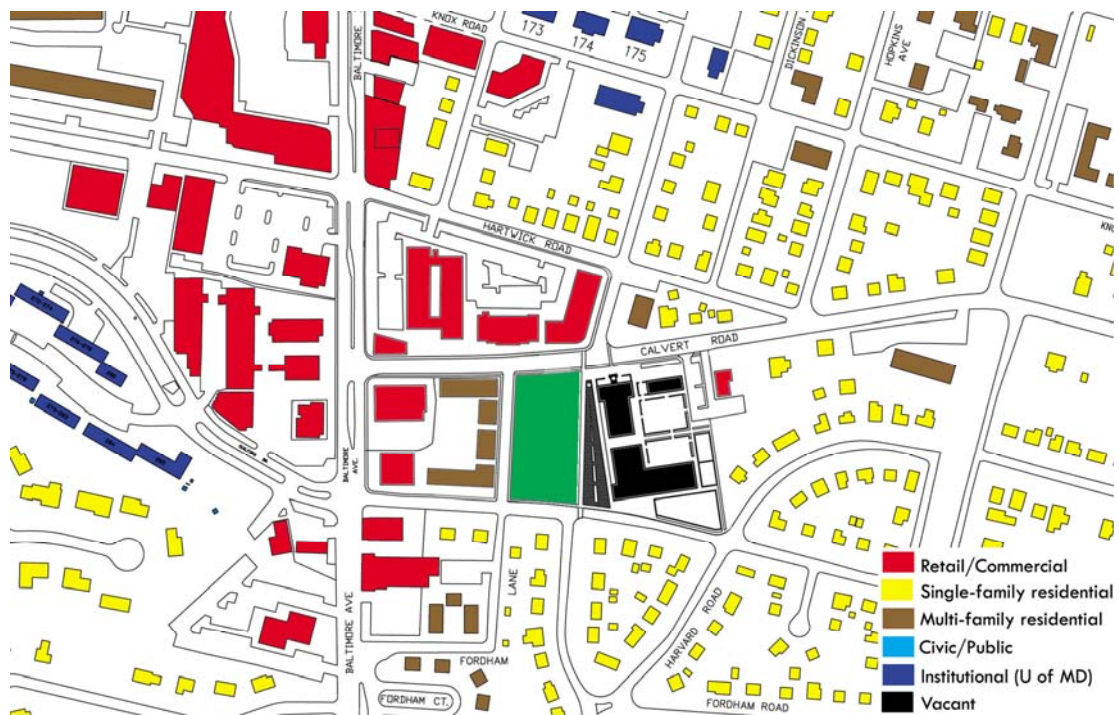 KNOX ROAD
BALTIMORE
173
174
175
DICKINSON
HOPKINS
AVE
HARTWICK ROAD
CALVERT ROAD
BALTIMORE
AVE.
LANE
HARVARD ROAD
BALTIMORE AVE
FORDHAM
FORDHAM CT.
FORDHAM ROAD
Retail/Commercial
Single-family residential
Multi-family residential
Civic/Public
Institutional (U of MD)
Vacant